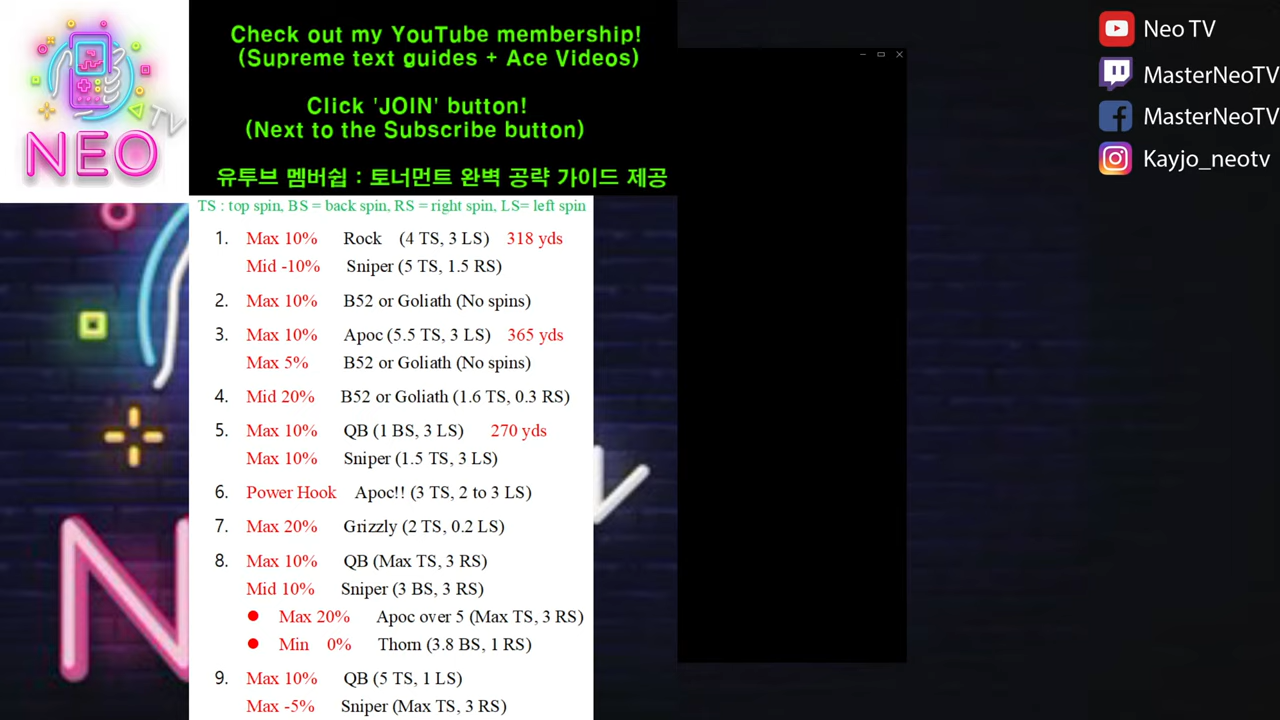 NEO
TV
Check out my YouTube membership!
(Supreme text guides + Ace Videos)
Click 'JOIN' button!
(Next to the Subscribe button)
유투브 멤버쉽 : 토너먼트 완벽 공략 가이드 제공
TS : top spin, BS = back spin, RS = right spin, LS= left spin
1. Max 10% Rock (4 TS, 3 LS) 318 yds
Mid -10% Sniper (5 TS, 1.5 RS)
2. Max 10% B52 or Goliath (No spins)
3. Max 10% Apoc (5.5 TS, 3 LS) 365 yds
Max 5% B52 or Goliath (No spins)
4. Mid 20% B52 or Goliath (1.6 TS, 0.3 RS)
5. Max 10% QB (1 BS, 3 LS) 270 yds
Max 10% Sniper (1.5 TS, 3 LS)
6. Power Hook Apoc!! (3 TS, 2 to 3 LS)
7. Max 20% Grizzly (2 TS, 0.2 LS)
8. Max 10% QB (Max TS, 3 RS)
Mid 10% Sniper (3 BS, 3 RS)
● Max 20% Apoc over 5 (Max TS, 3 RS)
● Min 0% Thorn (3.8 BS, 1 RS)
9. Max 10% QB (5 TS, 1 LS)
Max -5% Sniper (Max TS, 3 RS)
Neo TV
MasterNeoTV
MasterNeoTV
Kayjo_neotv